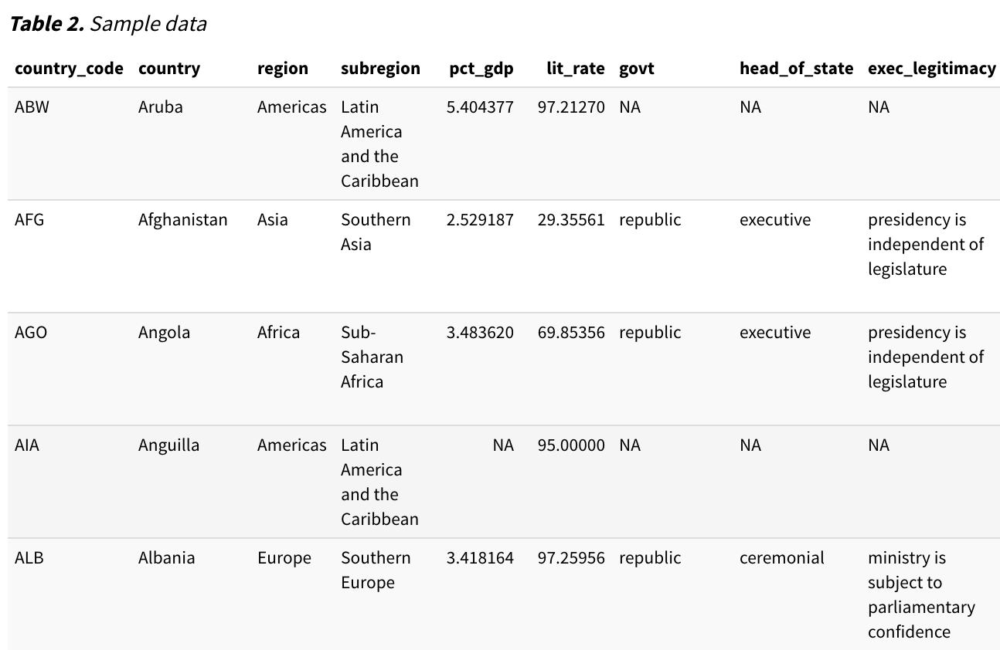 Table 2. Sample data
country_code country region subregion pct_gdp lit_rate govt head_of_state exec_legitimacy
ABW Aruba Americas Latin 5.404377 97.21270 NA NA NA
America
and the
Caribbean
AFG Afghanistan Asia Southern 2.529187 29.35561 republic executive presidency is
Asia independent of
legislature
AGO Angola Africa Sub- 3.483620 69.85356 republic executive presidency is
Saharan independent of
Africa legislature
AIA Anguilla Americas Latin NA 95.00000 NA NA NA
America
and the
Caribbean
ALB Albania Europe Southern 3.418164 97.25956 republic ceremonial ministry is
Europe subject to
parliamentary
confidence